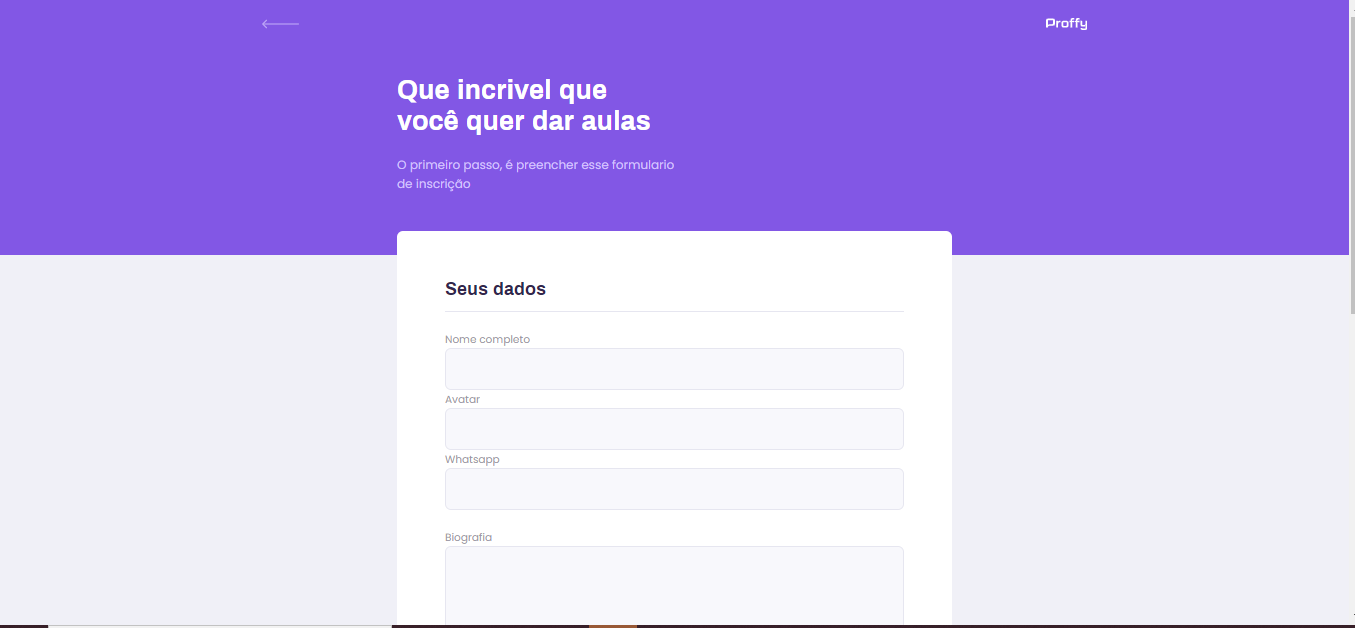 Proffy
Que incrivel que
você quer dar aulas
O primeiro passo, é preencher esse formulario
de inscrição
Seus dados
Nome completo
Avatar
Whatsapp
Biografia